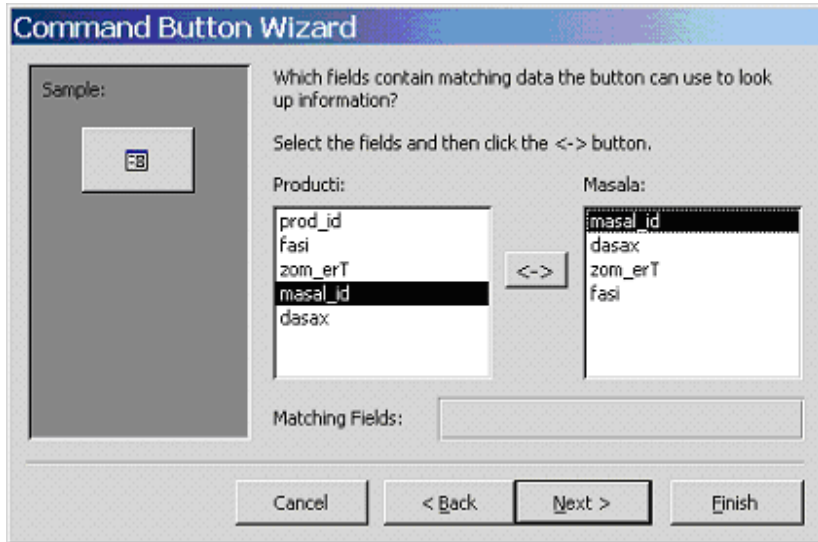 Command Button Wizard
Sample:
Which fields contain matching data the button can use to look
up information?
Select the fields and then click the <-> button.
Producti:
prod_id
fasi
zom_erT
masal_id
dasax
<->
Masala:
masal_id
dasax
zom_erT
fasi
Matching Fields:
Cancel
< Back
Next >
Finish